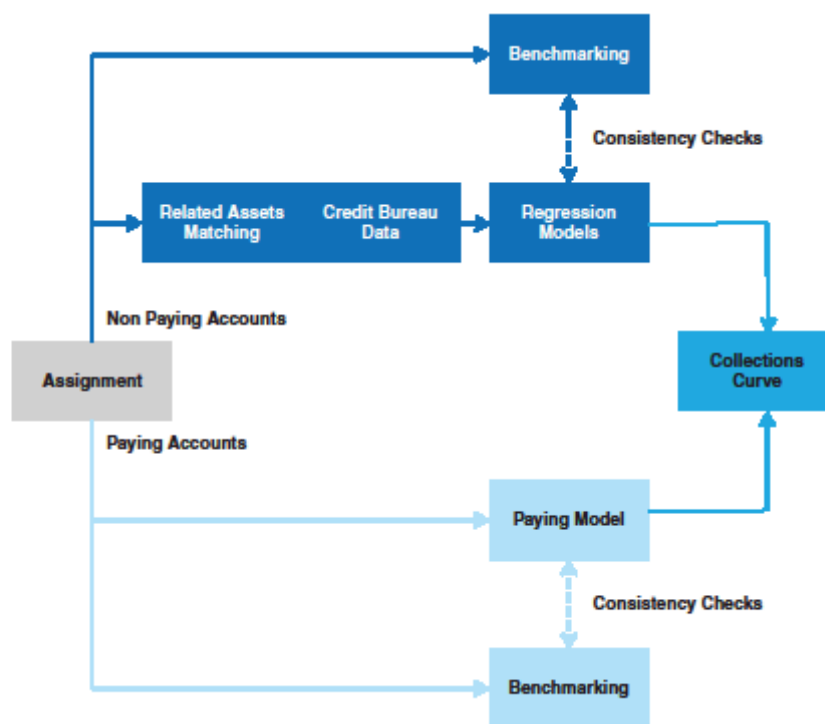 Benchmarking
Consistency Checks
Related Assets
Matching
Credit Bureau
Data
Regression
Models
Non Paying Accounts
Assignment
Collections
Curve
Paying Accounts
Paying Model
Consistency Checks
Benchmarking